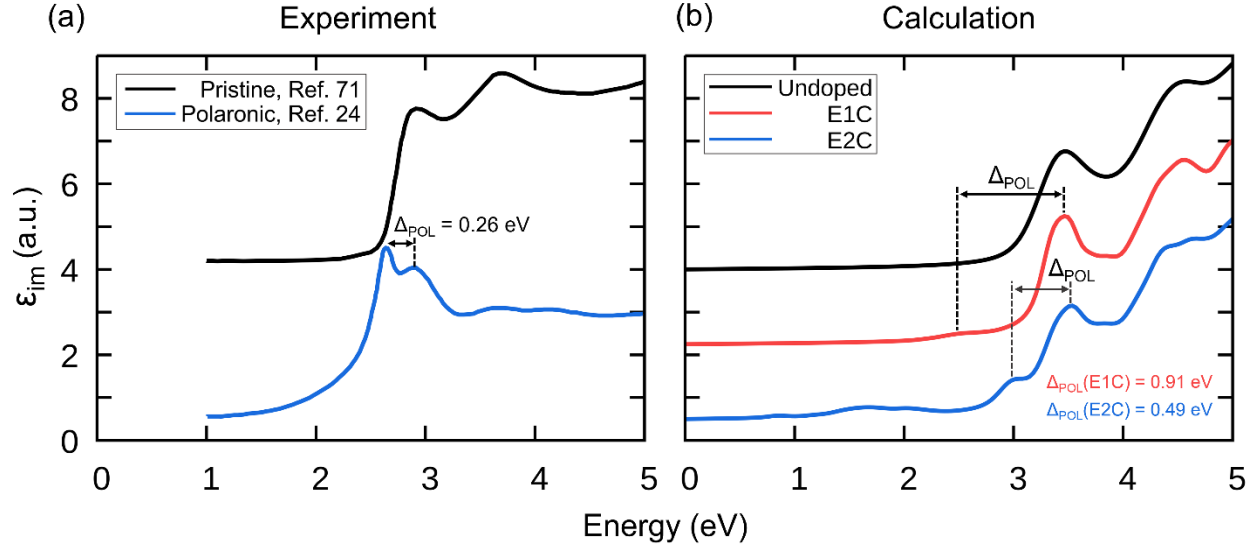 (a) Experiment
ε_im (a.u.)
8
6
4
2
0
Pristine, Ref. 71
Polaronic, Ref. 24
Δ_POL = 0.26 eV
0 1 2 3 4 5
(b) Calculation
Undoped
E1C
E2C
Δ_POL
Δ_POL
Δ_POL(E1C) = 0.91 eV
Δ_POL(E2C) = 0.49 eV
0 1 2 3 4 5
Energy (eV)